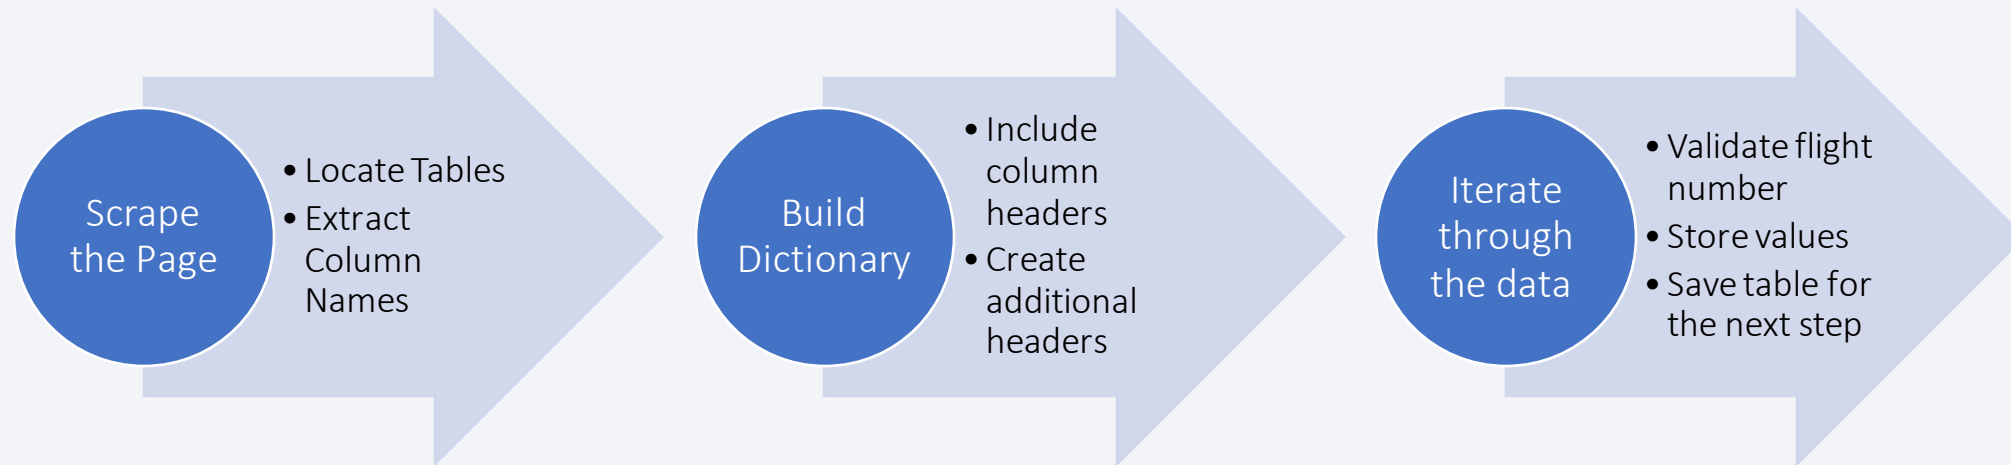 Scrape
the Page
• Locate Tables
• Extract
Column
Names
Build
Dictionary
• Include
column
headers
• Create
additional
headers
Iterate
through
the data
• Validate flight
number
• Store values
• Save table for
the next step